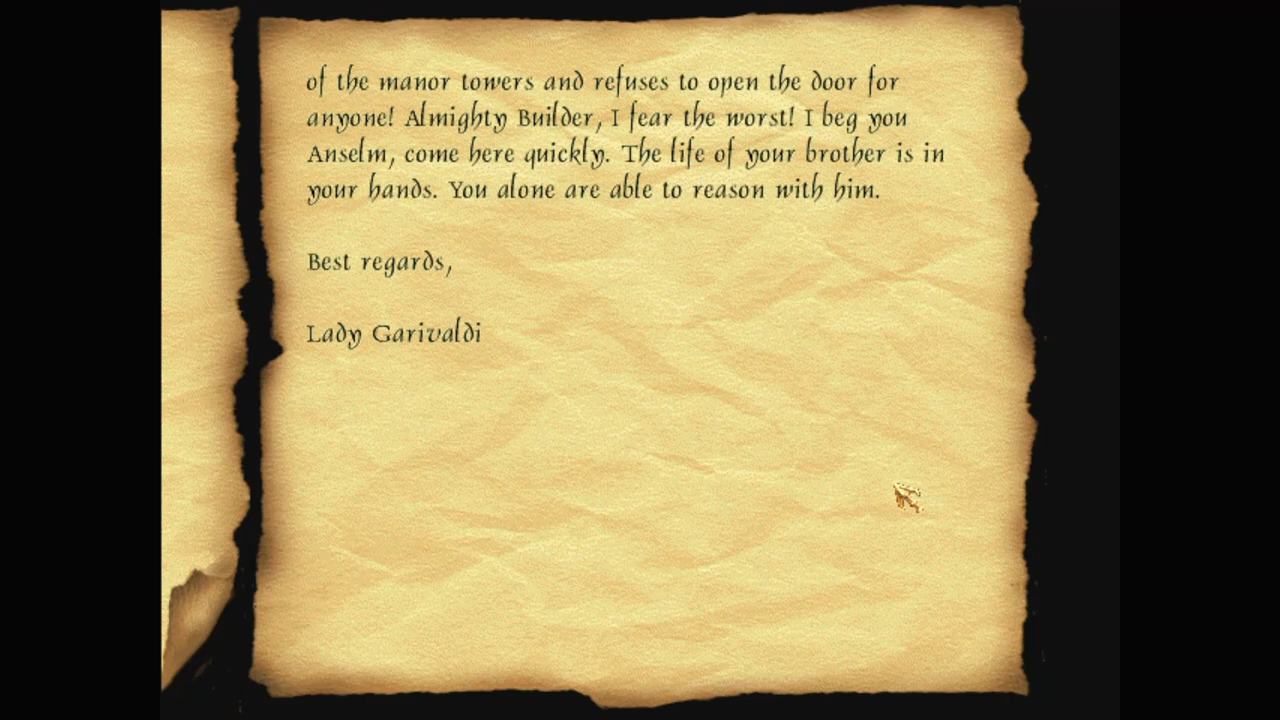 of the manor towers and refuses to open the door for
anyone! Almighty Builder, I fear the worst! I beg you
Anselm, come here quickly. The life of your brother is in
your hands. You alone are able to reason with him.
Best regards,
Lady Garivaldi